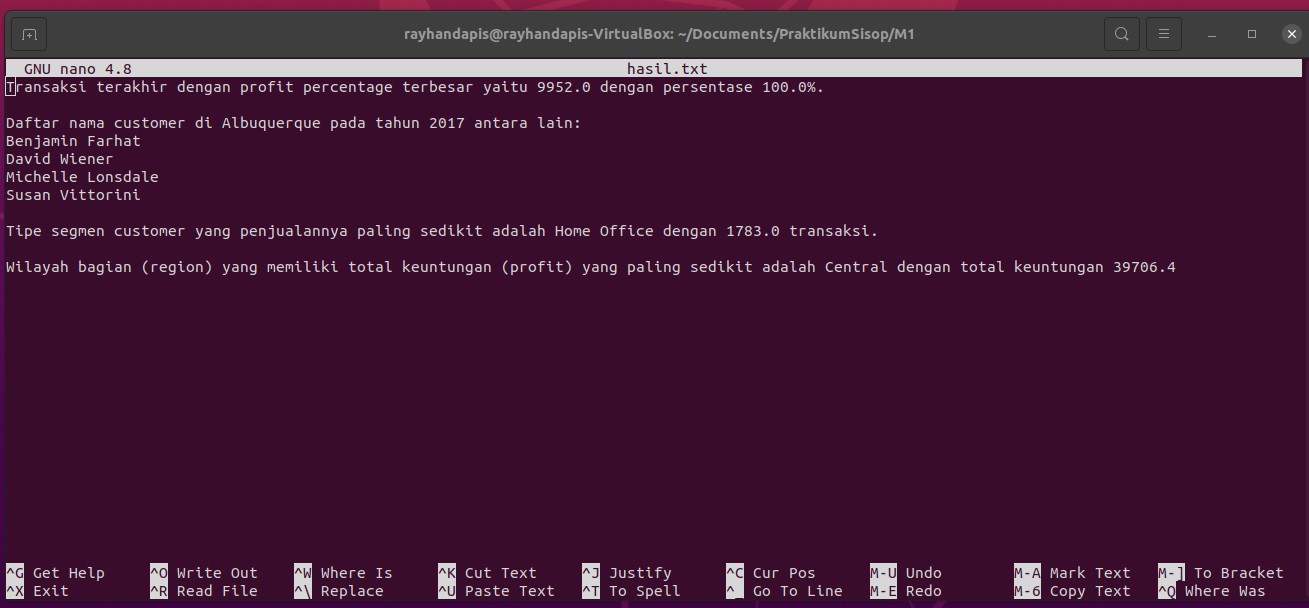 rayhandapis@rayhandapis-VirtualBox: ~/Documents/PraktikumSisop/M1
GNU nano 4.8 hasil.txt
Transaksi terakhir dengan profit percentage terbesar yaitu 9952.0 dengan persentase 100.0%.
Daftar nama customer di Albuquerque pada tahun 2017 antara lain:
Benjamin Farhat
David Wiener
Michelle Lonsdale
Susan Vittorini
Tipe segmen customer yang penjualannya paling sedikit adalah Home Office dengan 1783.0 transaksi.
Wilayah bagian (region) yang memiliki total keuntungan (profit) yang paling sedikit adalah Central dengan total keuntungan 39706.4
^G Get Help ^O Write Out ^W Where Is ^K Cut Text ^J Justify ^C Cur Pos M-U Undo M-A Mark Text M-] To Bracket
^X Exit ^R Read File ^\ Replace ^U Paste Text ^T To Spell ^_ Go To Line M-E Redo M-6 Copy Text ^Q Where Was